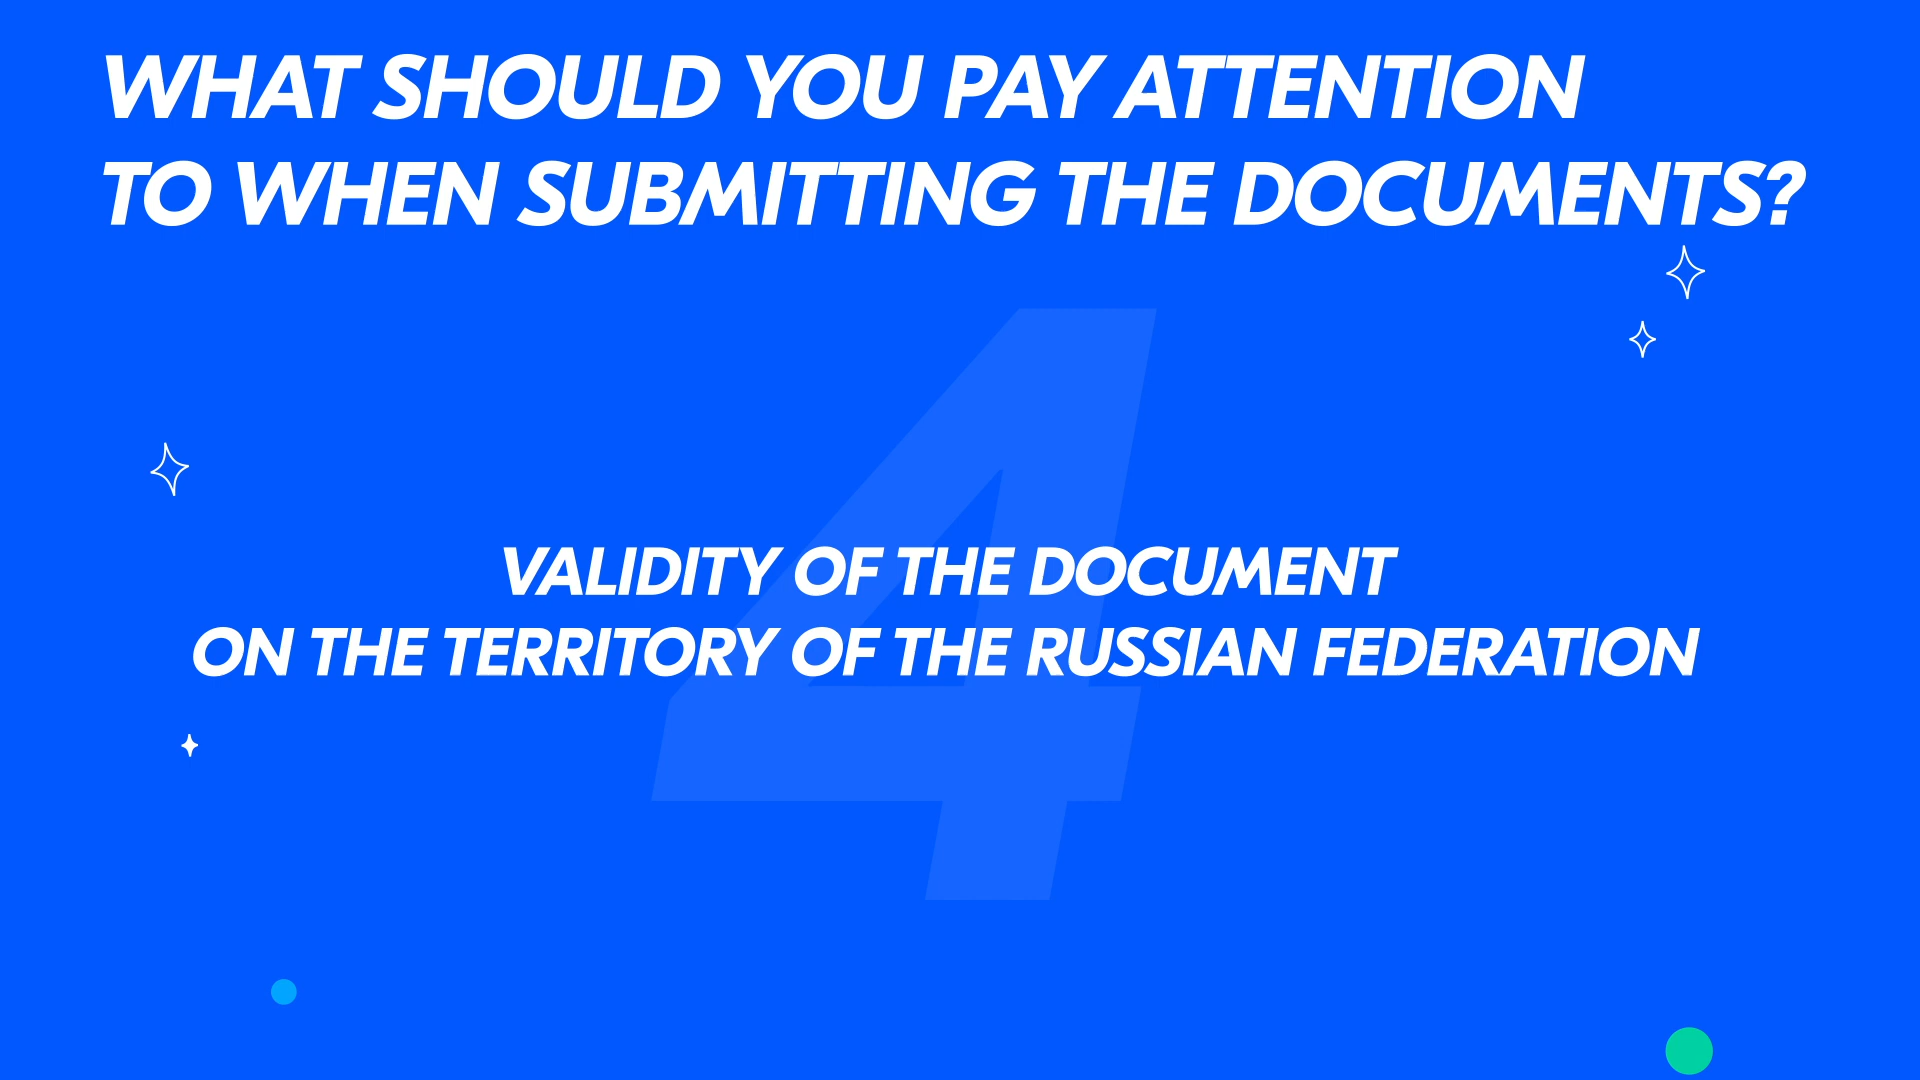 WHAT SHOULD YOU PAY ATTENTION
TO WHEN SUBMITTING THE DOCUMENTS?
4
VALIDITY OF THE DOCUMENT
ON THE TERRITORY OF THE RUSSIAN FEDERATION